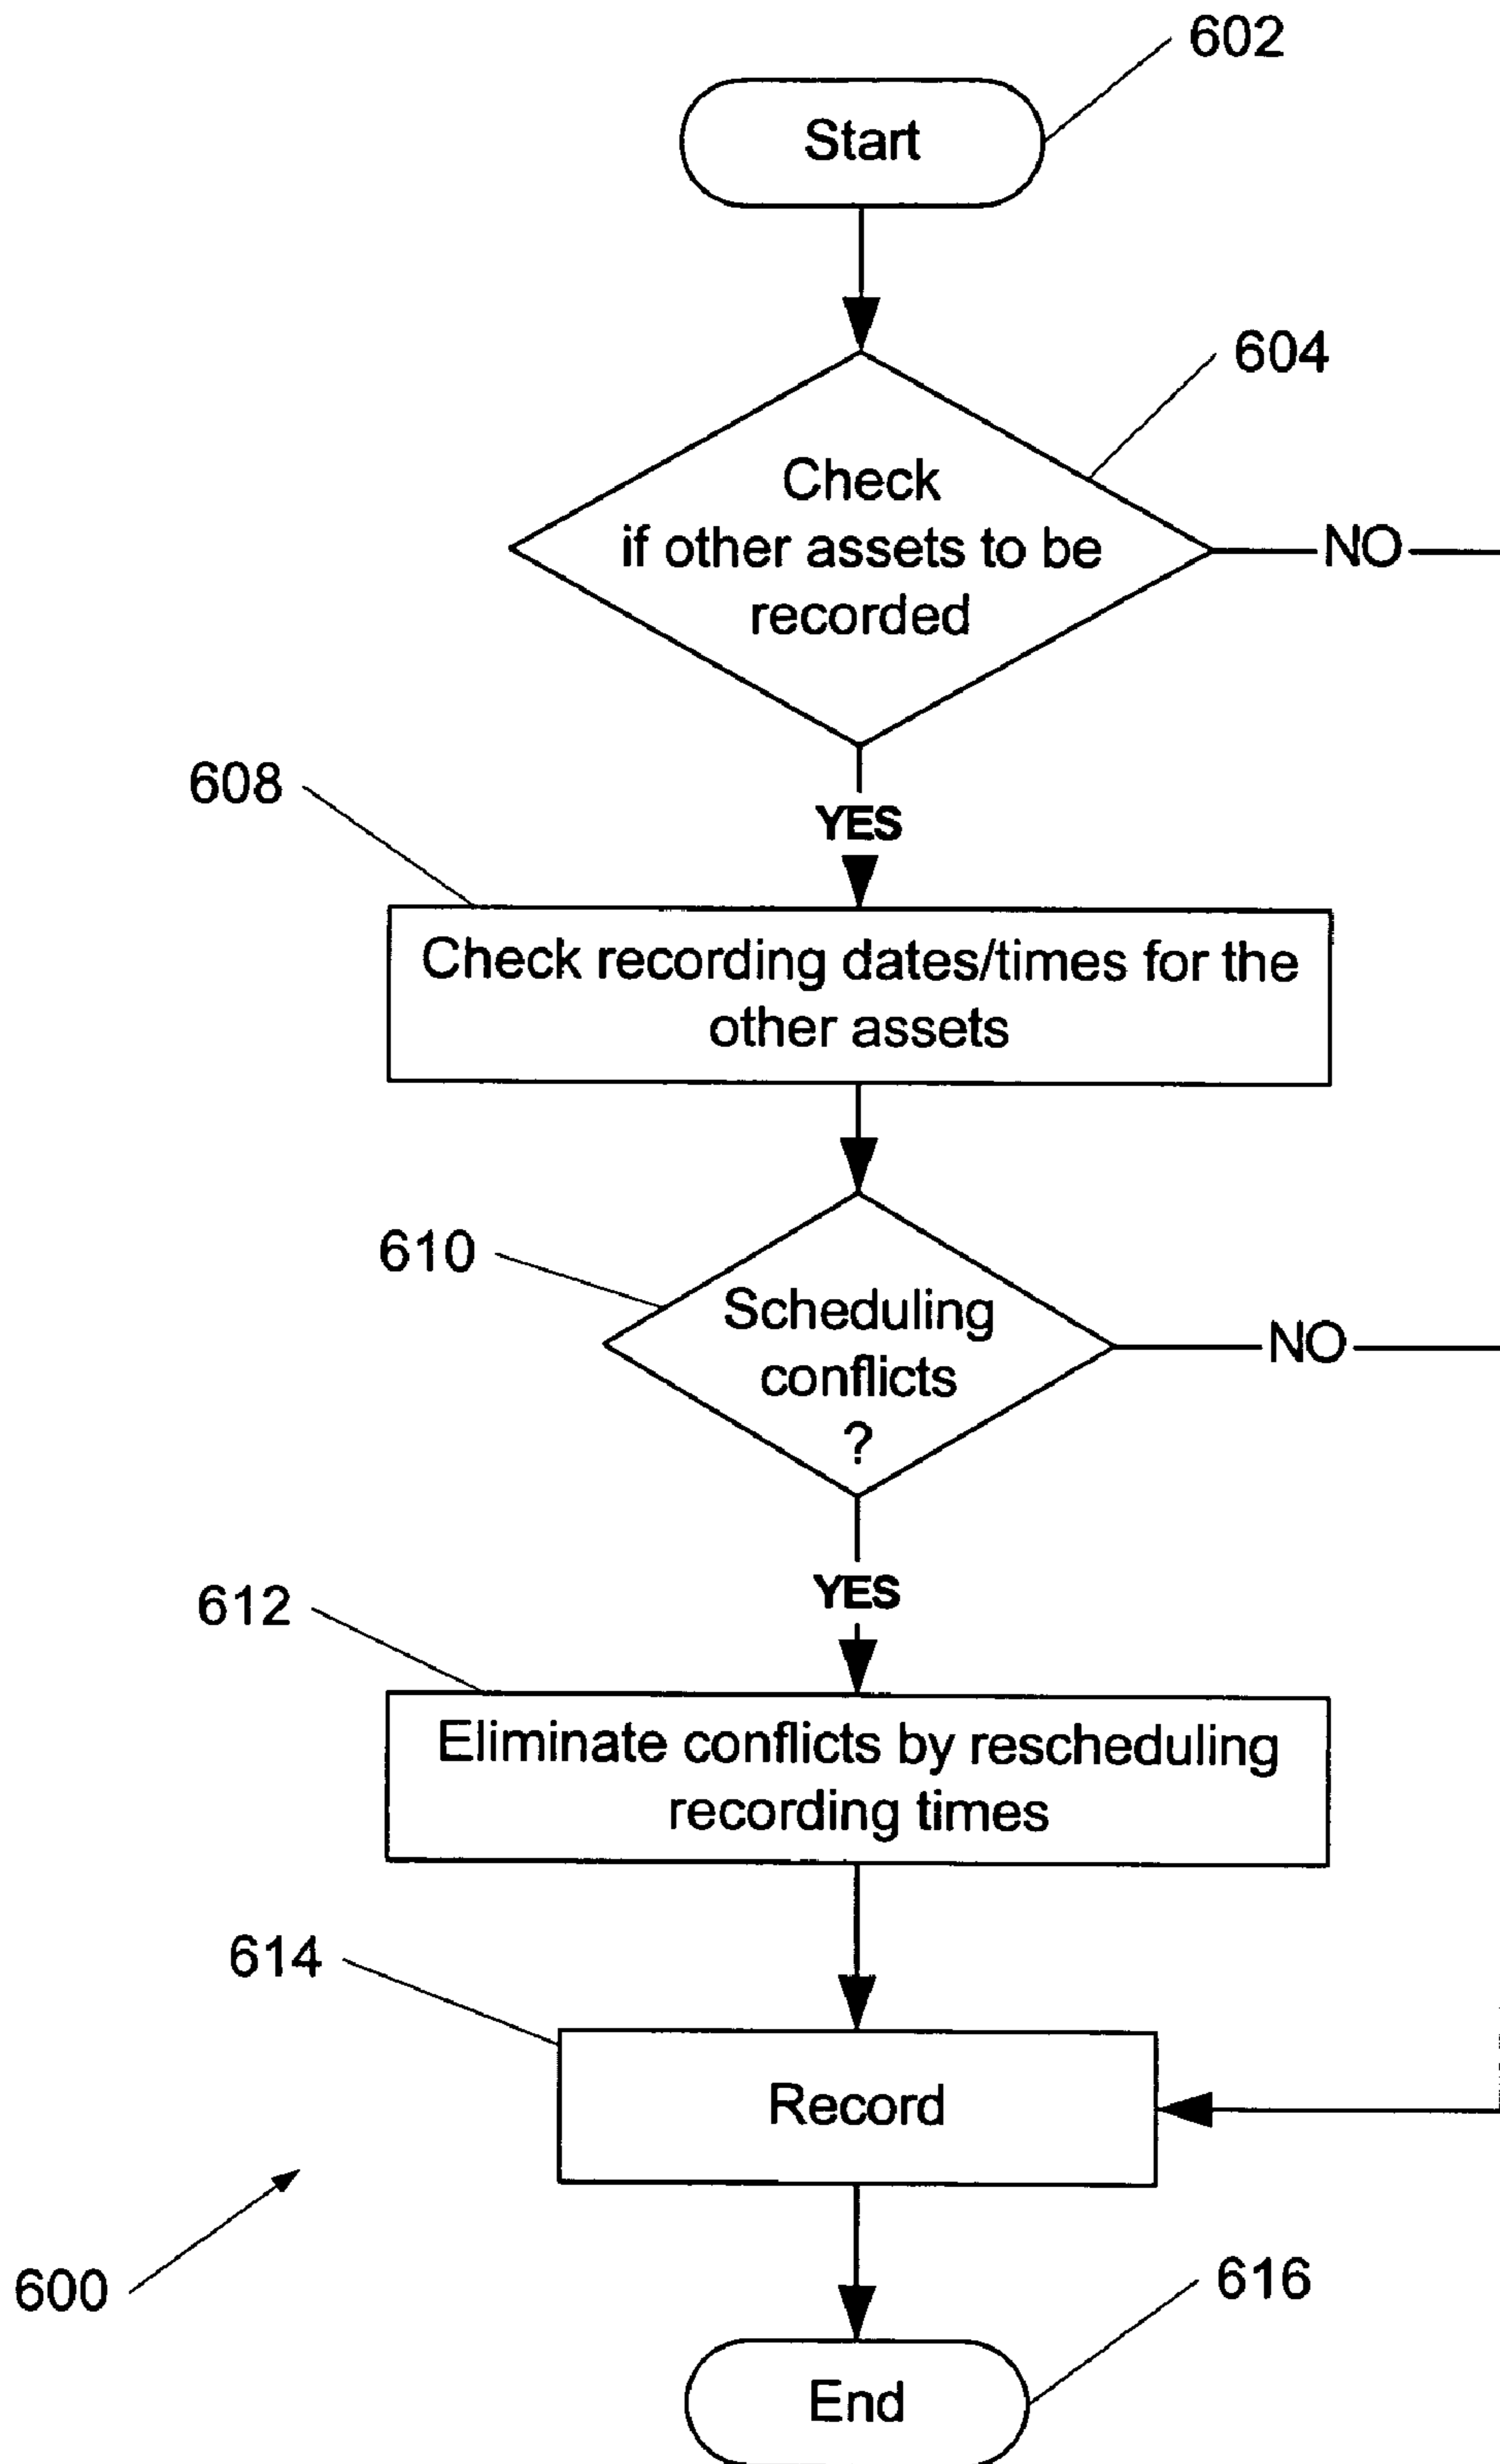 602
Start
604
Check
if other assets to be
recorded
NO
608
YES
Check recording dates/times for the
other assets
610
Scheduling
conflicts
?
NO
YES
612
Eliminate conflicts by rescheduling
recording times
614
Record
600
616
End